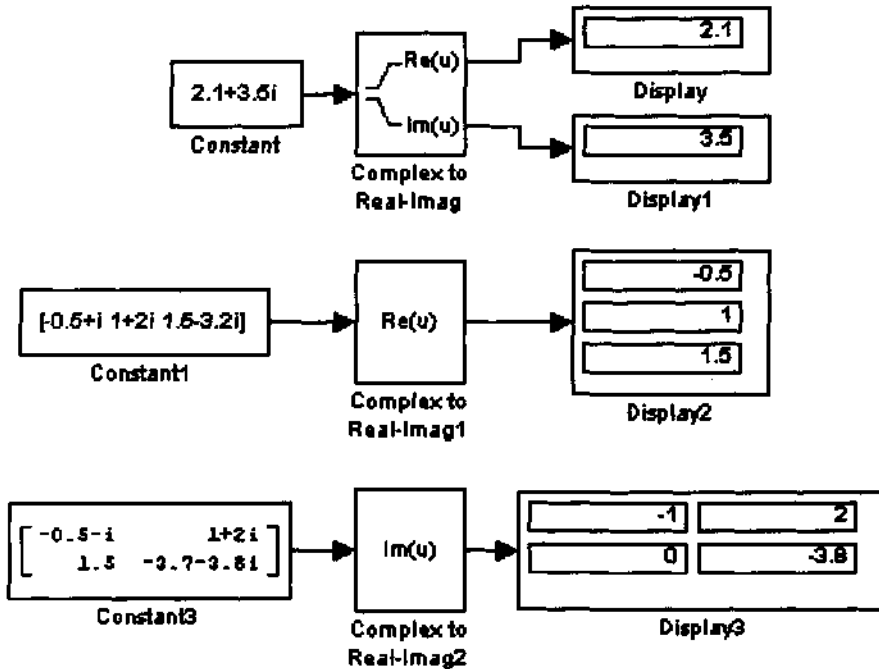 2.1+3.5i
Constant
Re(u)
Im(u)
Complex to
Real-Imag
2.1
Display
3.5
Display1
[-0.5+i 1+2i 1.5-3.2i]
Constant1
Re(u)
Complex to
Real-Imag1
-0.5
1
1.5
Display2
-0.5-i 1+2i
1.5 -3.7-3.8i
Constant3
Im(u)
Complex to
Real-Imag2
-1 2
0 -3.8
Display3